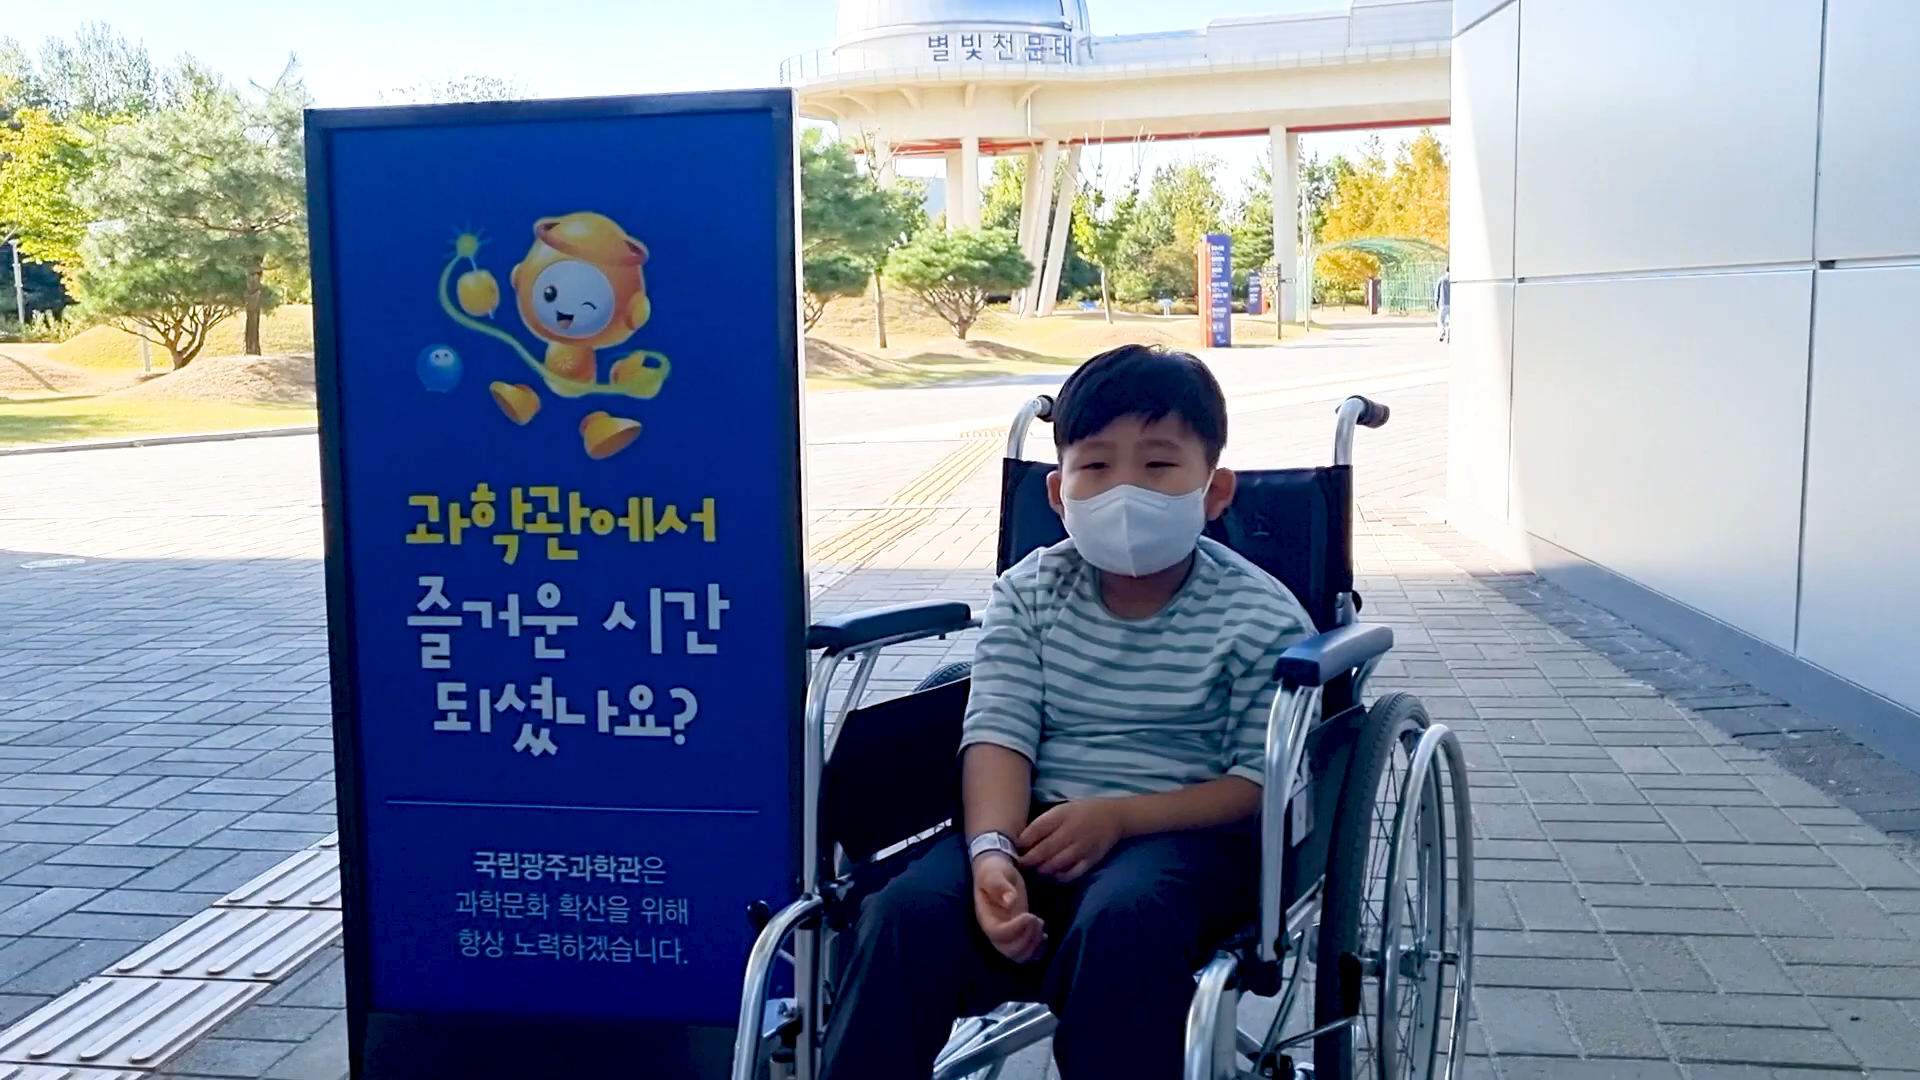 별빛천문대
과학관에서
즐거운 시간
되셨나요?
국립광주과학관은
과학문화 확산을 위해
항상 노력하겠습니다.